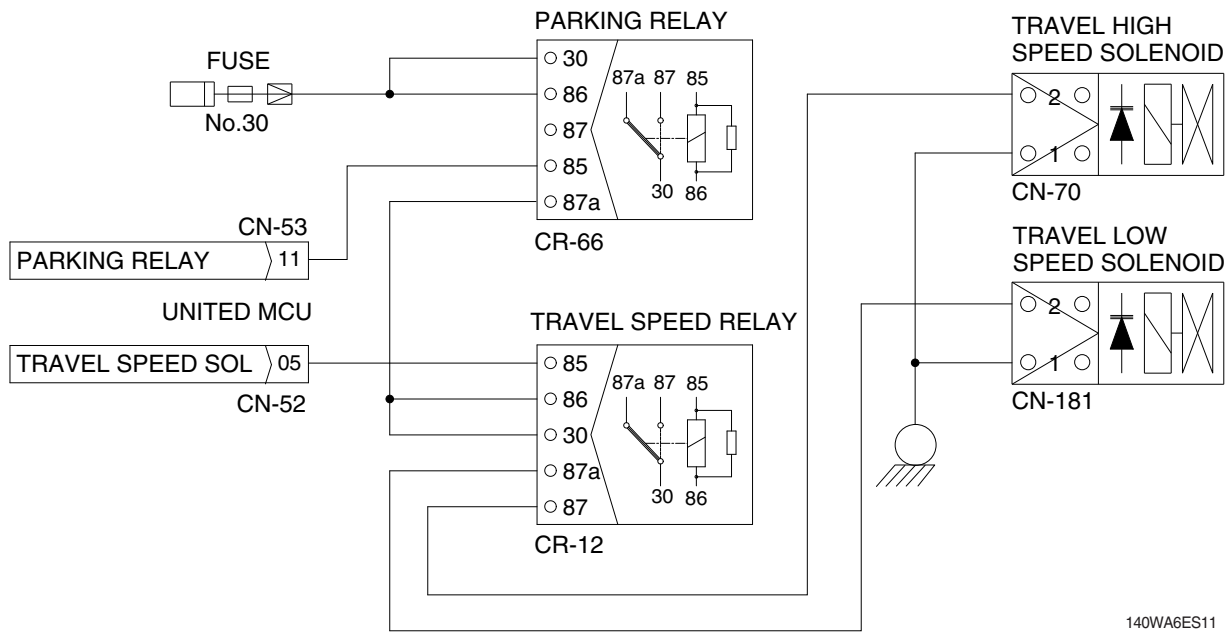 PARKING RELAY
30
86
87
85
87a
87a 87 85
30 86
CR-66
FUSE
No.30
CN-53
PARKING RELAY 11
UNITED MCU
TRAVEL SPEED SOL 05
CN-52
TRAVEL SPEED RELAY
85
86
30
87a
87
87a 87 85
30 86
CR-12
TRAVEL HIGH
SPEED SOLENOID
2
1
CN-70
TRAVEL LOW
SPEED SOLENOID
2
1
CN-181
140WA6ES11